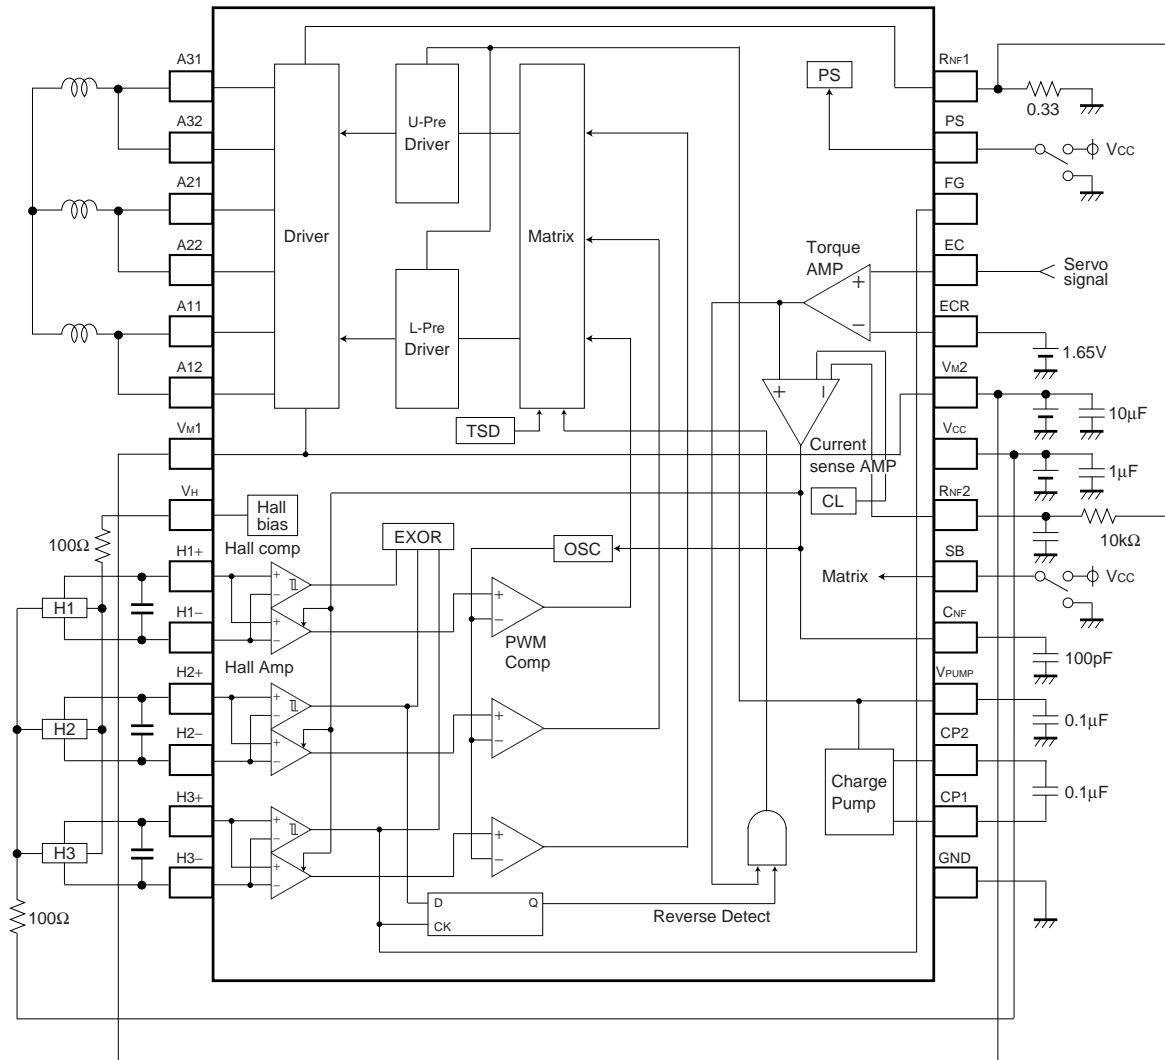 A31
A32
A21
A22
A11
A12
VM1
VH
H1+
H1−
H2+
H2−
H3+
H3−
100Ω
H1
H2
H3
100Ω
Driver
U-Pre
Driver
L-Pre
Driver
Matrix
PS
TSD
Torque
AMP
+
−
+
−
Current
sense AMP
CL
Hall
bias
Hall comp
EXOR
OSC
Matrix
+
−
+
−
+
−
PWM
Comp
Hall Amp
+
−
+
−
+
−
+
−
+
−
+
−
+
−
+
−
Charge
Pump
D
Q
CK
Reverse Detect
RNF1
0.33
PS
VCC
FG
EC
Servo
signal
ECR
1.65V
VM2
10μF
VCC
1μF
RNF2
10kΩ
SB
VCC
CNF
100pF
VPUMP
0.1μF
CP2
0.1μF
CP1
GND